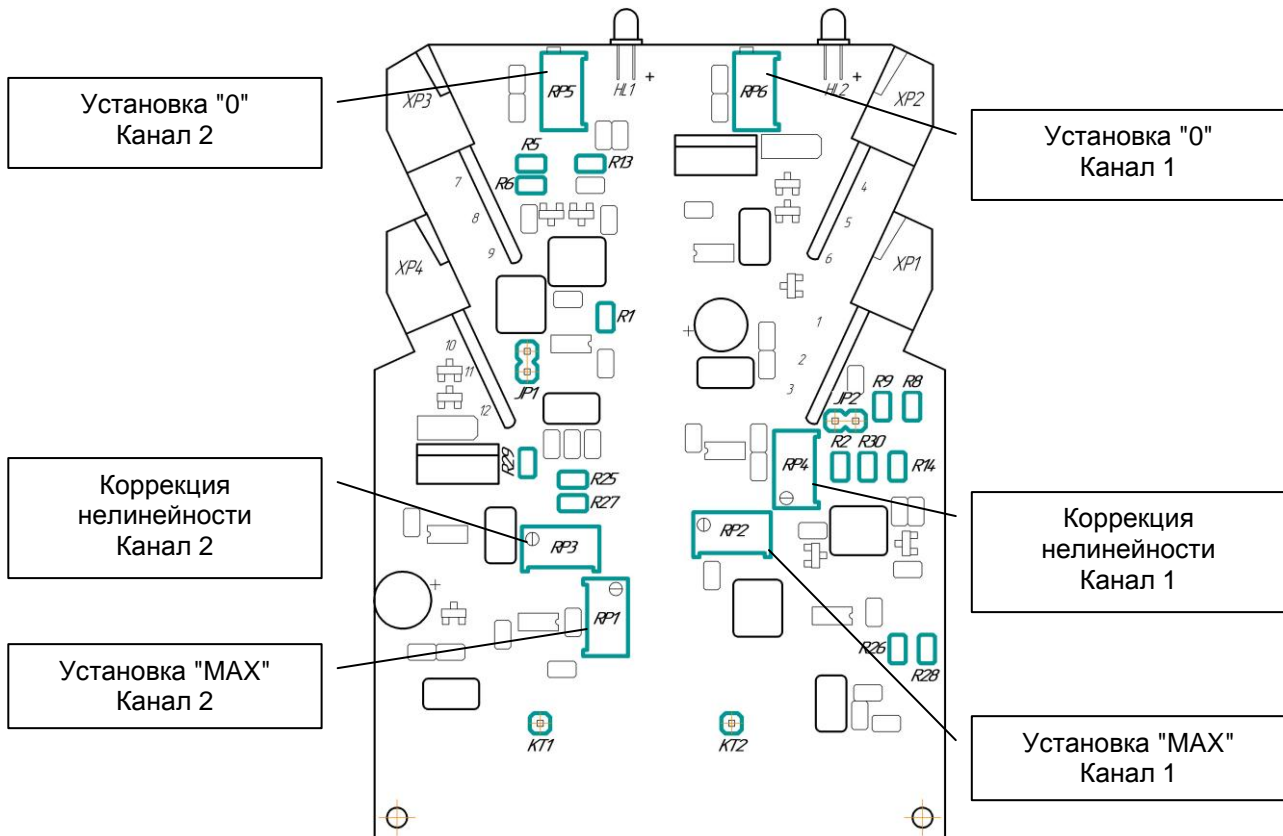 HL1
+
HL2
+
XP3
RP5
RP6
XP2
Установка "0"
Канал 2
Установка "0"
Канал 1
R5
R13
R6
7
8
9
4
5
6
XP4
XP1
R1
+
1
2
3
10
11
12
JP1
JP2
R9
R8
R29
R25
R27
RP4
R2
R30
R14
Коррекция
нелинейности
Канал 2
Коррекция
нелинейности
Канал 1
RP3
RP2
+
RP1
R26
R28
Установка "MAX"
Канал 2
KT1
KT2
Установка "MAX"
Канал 1